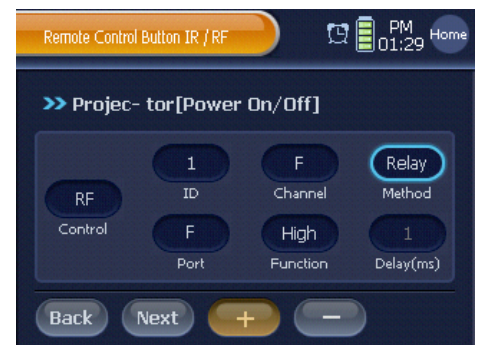 Remote Control Button IR / RF
PM
01:29
Home
>> Projec- tor[Power On/Off]
1
F
Relay
RF
ID
Channel
Method
Control
F
High
1
Port
Function
Delay(ms)
Back
Next
+
−